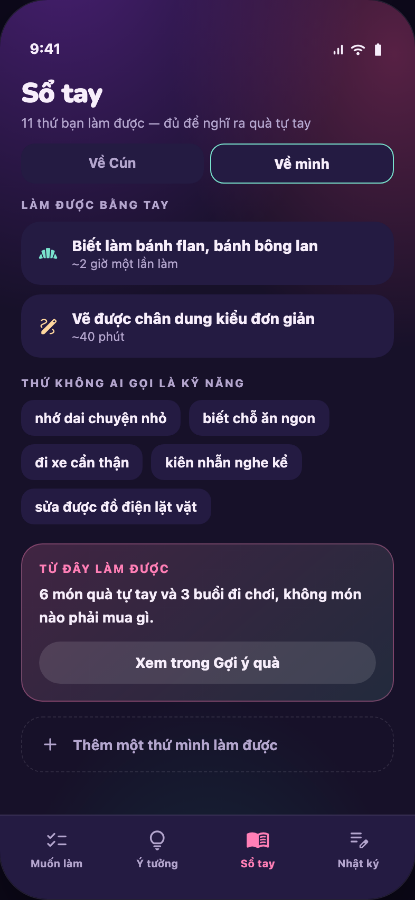 9:41
Sổ tay
11 thứ bạn làm được — đủ để nghĩ ra quà tự tay
Về Cún
Về mình
LÀM ĐƯỢC BẰNG TAY
Biết làm bánh flan, bánh bông lan
~2 giờ một lần làm
Vẽ được chân dung kiểu đơn giản
~40 phút
THỨ KHÔNG AI GỌI LÀ KỸ NĂNG
nhớ dai chuyện nhỏ
biết chỗ ăn ngon
đi xe cẩn thận
kiên nhẫn nghe kể
sửa được đồ điện lặt vặt
TỪ ĐÂY LÀM ĐƯỢC
6 món quà tự tay và 3 buổi đi chơi, không món
nào phải mua gì.
Xem trong Gợi ý quà
Thêm một thứ mình làm được
Muốn làm
Ý tưởng
Sổ tay
Nhật ký